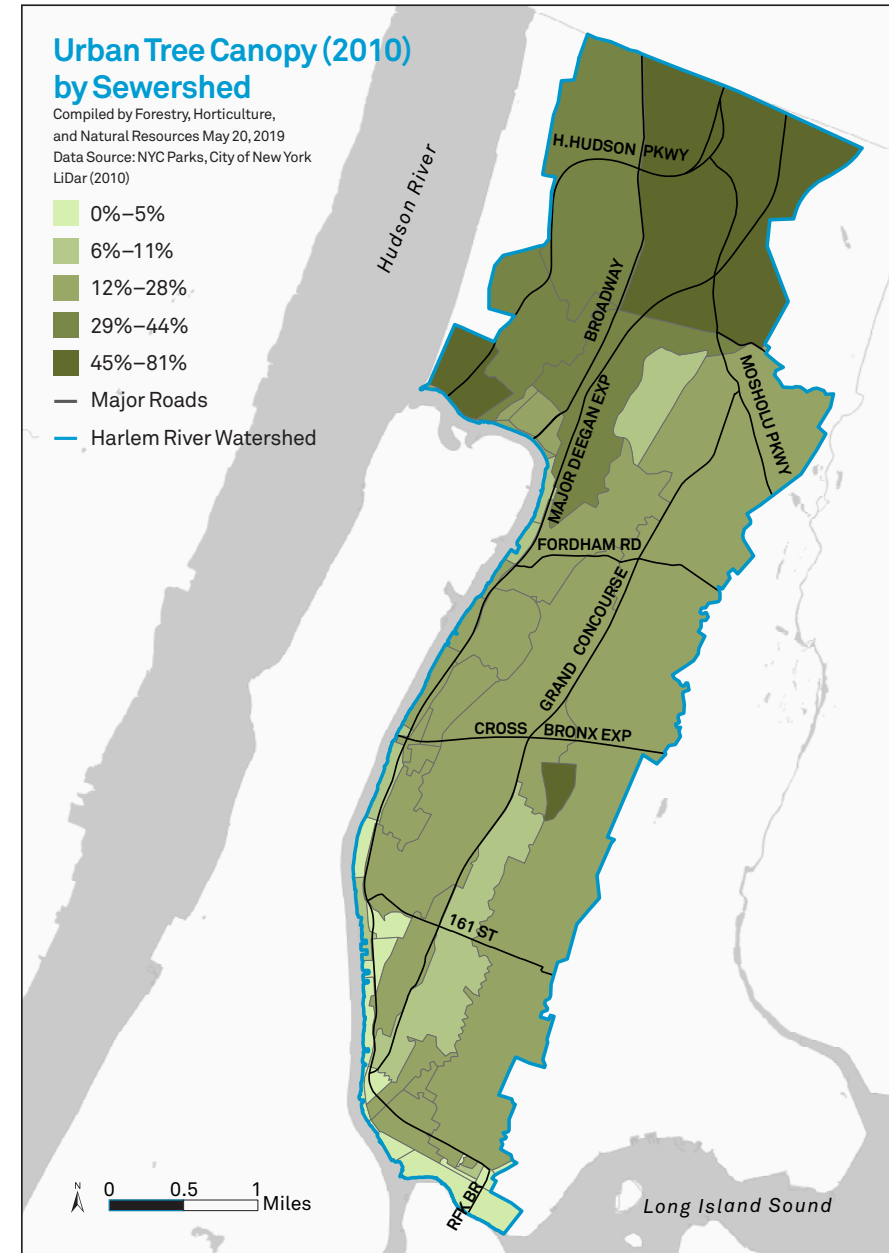 Urban Tree Canopy (2010)
by Sewershed
Compiled by Forestry, Horticulture,
and Natural Resources May 20, 2019
Data Source: NYC Parks, City of New York
LiDar (2010)
0%–5%
6%–11%
12%–28%
29%–44%
45%–81%
Major Roads
Harlem River Watershed
Hudson River
H.HUDSON PKWY
BROADWAY
MAJOR DEEGAN EXP
MOSHOLU PKWY
FORDHAM RD
GRAND CONCOURSE
CROSS BRONX EXP
161 ST
RFK BR
Long Island Sound
N
0 0.5 1
Miles